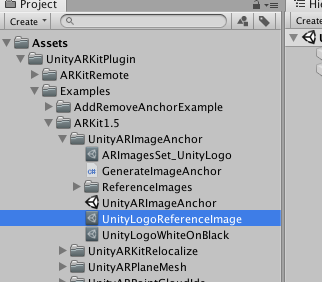 Project
Hie
Create
Create
Assets
UnityARKitPlugin
ARKitRemote
Examples
AddRemoveAnchorExample
ARKit1.5
UnityARImageAnchor
ARImagesSet_UnityLogo
GenerateImageAnchor
ReferenceImages
UnityARImageAnchor
UnityLogoReferenceImage
UnityLogoWhiteOnBlack
UnityARKitRelocalize
UnityARPlaneMesh